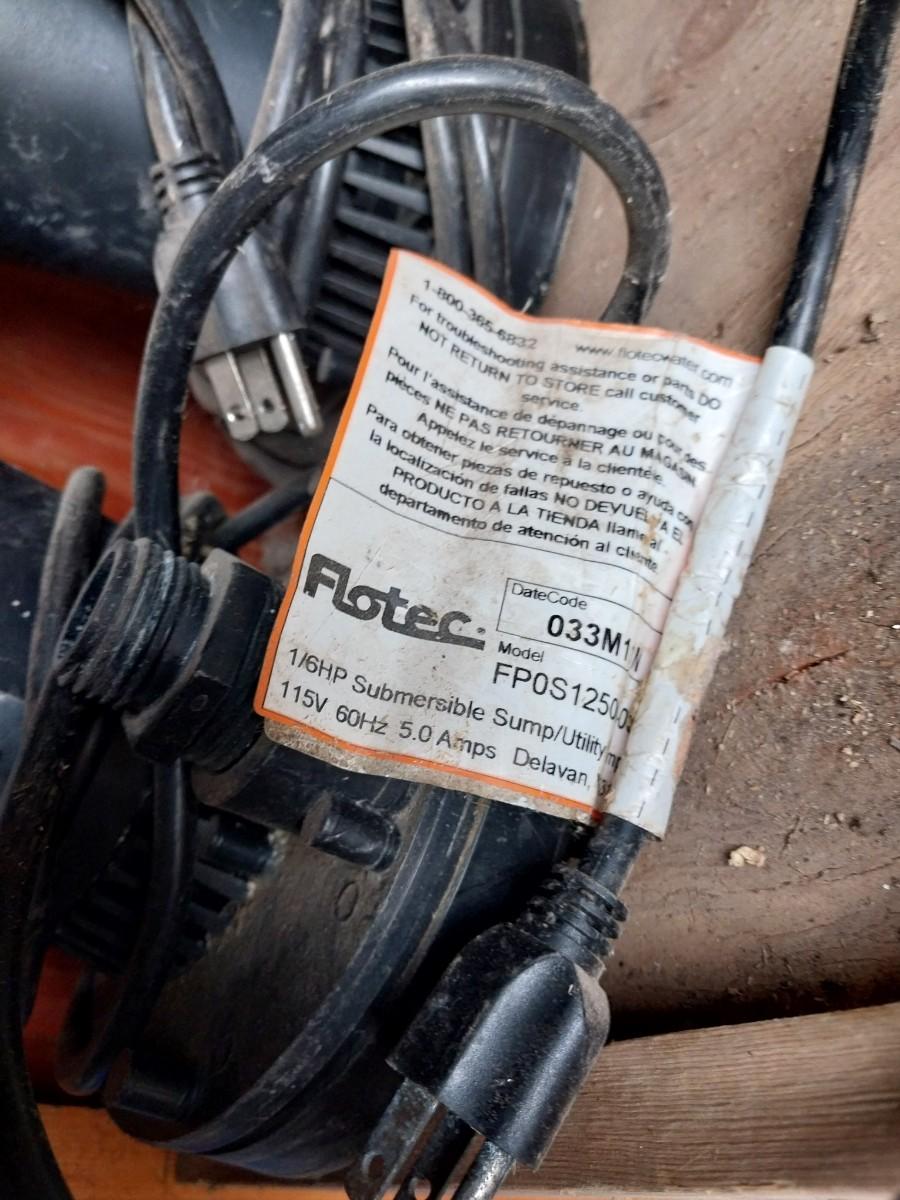 1-800-365-6832 www.flotecwater.com
For troubleshooting assistance or parts DO
NOT RETURN TO STORE call customer
service.
Pour l'assistance de dépannage ou pour des
pièces NE PAS RETOURNER AU MAGASIN.
Appelez le service à la clientèle.
Para obtener piezas de repuesto o ayuda con
la localización de fallas NO DEVUELVA EL
PRODUCTO A LA TIENDA llame al
departamento de atención al cliente.
Flotec.
DateCode
033M1
Model
FP0S1250
1/6HP Submersible Sump/Utility
115V 60Hz 5.0 Amps Delavan,